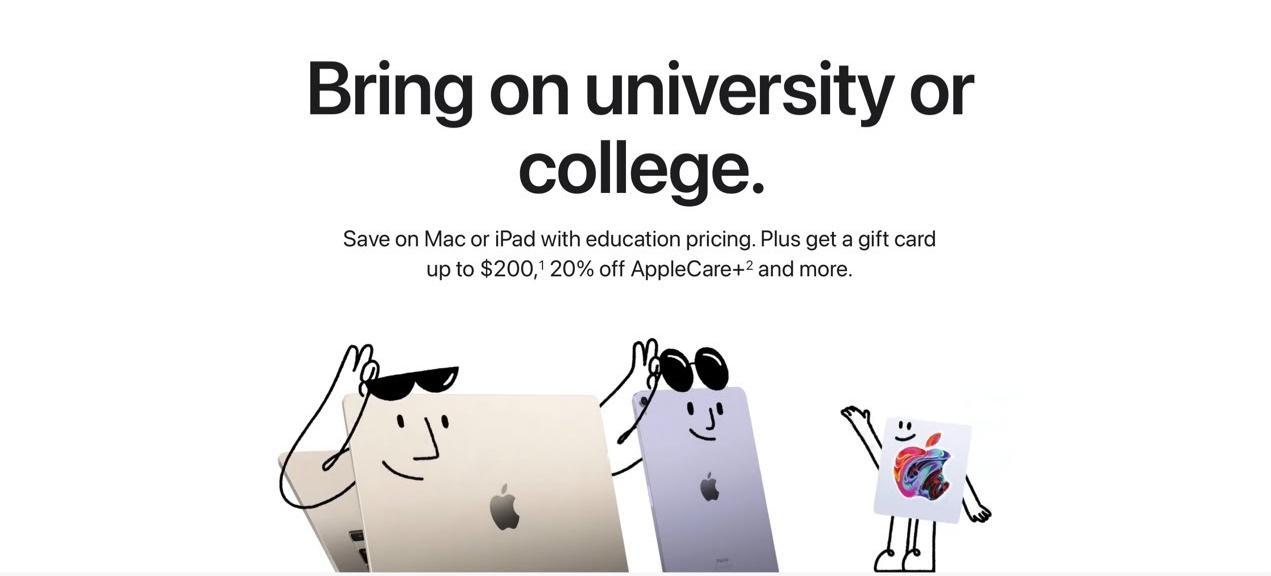 Bring on university or
college.
Save on Mac or iPad with education pricing. Plus get a gift card
up to $200,¹ 20% off AppleCare+² and more.